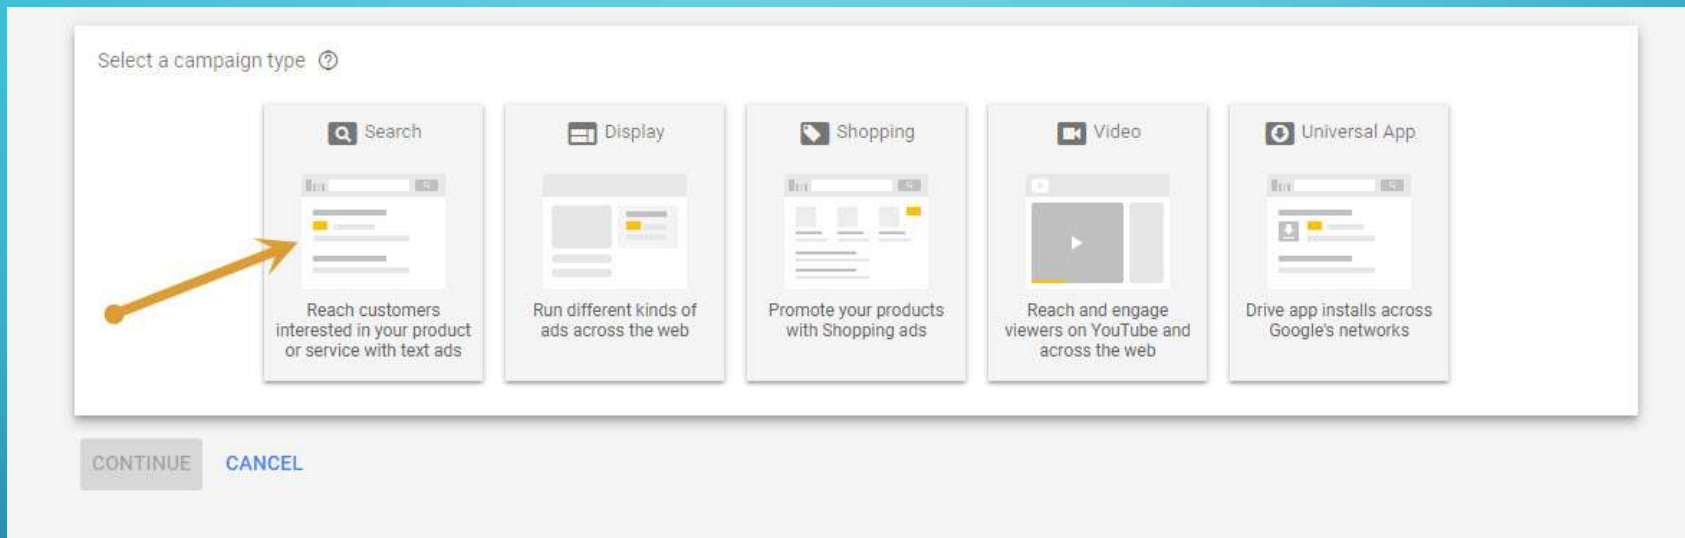 Select a campaign type
Search
Reach customers
interested in your product
or service with text ads
Display
Run different kinds of
ads across the web
Shopping
Promote your products
with Shopping ads
Video
Reach and engage
viewers on YouTube and
across the web
Universal App
Drive app installs across
Google's networks
CONTINUE
CANCEL